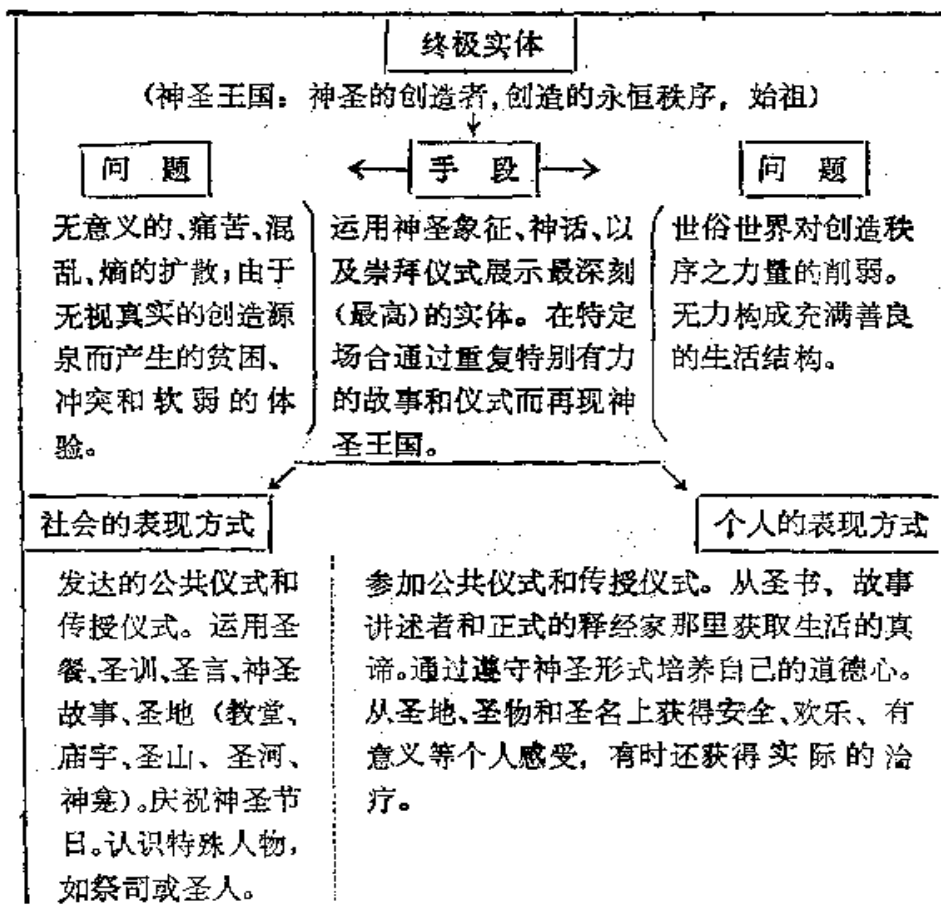 终极实体
（神圣王国：神圣的创造者，创造的永恒秩序，始祖）
问题
手段
问题
无意义的、痛苦、混
乱、熵的扩散；由于
无视真实的创造源
泉而产生的贫困、
冲突和软弱的体
验。
运用神圣象征、神话、以
及崇拜仪式展示最深刻
（最高）的实体。在特定
场合通过重复特别有力
的故事和仪式而再现神
圣王国。
世俗世界对创造秩
序之力量的削弱。
无力构成充满善良
的生活结构。
社会的表现方式
个人的表现方式
发达的公共仪式和
传授仪式。运用圣
餐、圣训、圣言、神圣
故事、圣地（教堂、
庙宇、圣山、圣河、
神龛）。庆祝神圣节
日。认识特殊人物，
如祭司或圣人。
参加公共仪式和传授仪式。从圣书、故事
讲述者和正式的释经家那里获取生活的真
谛。通过遵守神圣形式培养自己的道德心。
从圣地、圣物和圣名上获得安全、欢乐、有
意义等个人感受，有时还获得实际的治
疗。